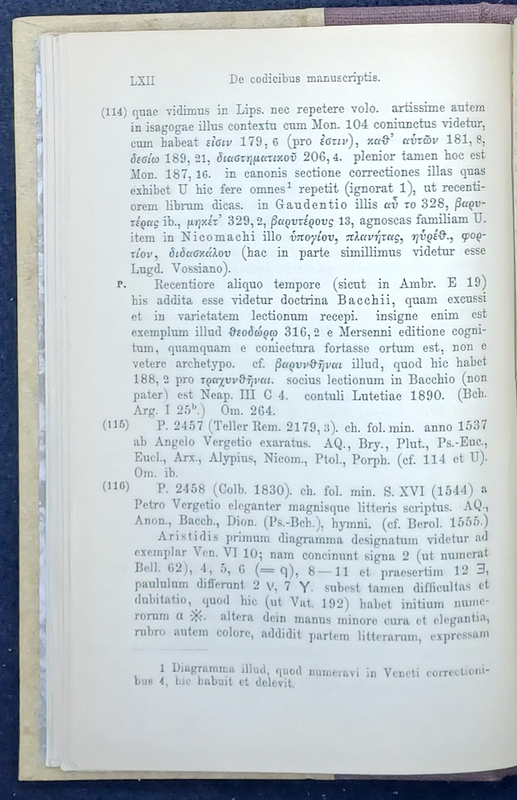 LXII De codicibus manuscriptis.
(114) quae vidimus in Lips. nec repetere volo. artissime autem
in isagogae illus contextu cum Mon. 104 coniunctus videtur,
cum habeat εἰσιν 179, 6 (pro ἐστιν), καθ’ αὑτῶν 181, 8,
δεσίω 189, 21, διαστηματικοῦ 206, 4. plenior tamen hoc est
Mon. 187, 16. in canonis sectione correctiones illas quas
exhibet U hic fere omnes¹ repetit (ignorat 1), ut recenti-
orem librum dicas. in Gaudentio illis αὖ το 328, βαρυ-
τέρας ib., μηκέτ’ 329, 2, βαρυτέρους 13, agnoscas familiam U.
item in Nicomachi illo ὑπογίου, πλανήτας, ηὑρέθ., φορ-
τίον, διδασκάλου (hac in parte simillimus videtur esse
Lugd. Vossiano).
P. Recentiore aliquo tempore (sicut in Ambr. E 19)
his addita esse videtur doctrina Bacchii, quam excussi
et in varietatem lectionum recepi. insigne enim est
exemplum illud θεοδώρῳ 316, 2 e Mersenni editione cogni-
tum, quamquam e coniectura fortasse ortum est, non e
vetere archetypo. cf. βαρυνθῆναι illud, quod hic habet
188, 2 pro τραχυνθῆναι. socius lectionum in Bacchio (non
pater) est Neap. III C 4. contuli Lutetiae 1890. (Bch.
Arg. I 25ᵇ.) Om. 264.
(115) P. 2457 (Teller Rem. 2179, 3). ch. fol. min. anno 1537
ab Angelo Vergetio exaratus. AQ., Bry., Plut., Ps.-Euc.,
Eucl., Arx., Alypius, Nicom., Ptol., Porph. (cf. 114 et U).
Om. ib.
(116) P. 2458 (Colb. 1830). ch. fol. min. S. XVI (1544) a
Petro Vergetio eleganter magnisque litteris scriptus. AQ.,
Anon., Bacch., Dion. (Ps.-Bch.), hymni. (cf. Berol. 1555.)
Aristidis primum diagramma designatum videtur ad
exemplar Ven. VI 10; nam concinunt signa 2 (ut numerat
Bell. 62), 4, 5, 6 (= q), 8—11 et praesertim 12 Ǝ,
paululum differunt 2 V, 7 Y. subest tamen difficultas et
dubitatio, quod hic (ut Vat. 192) habet initium nume-
rorum α ※. altera dein manus minore cura et elegantia,
rubro autem colore, addidit partem litterarum, expressam
1 Diagramma illud, quod numeravi in Veneti correctioni-
bus 4, hic habuit et delevit.